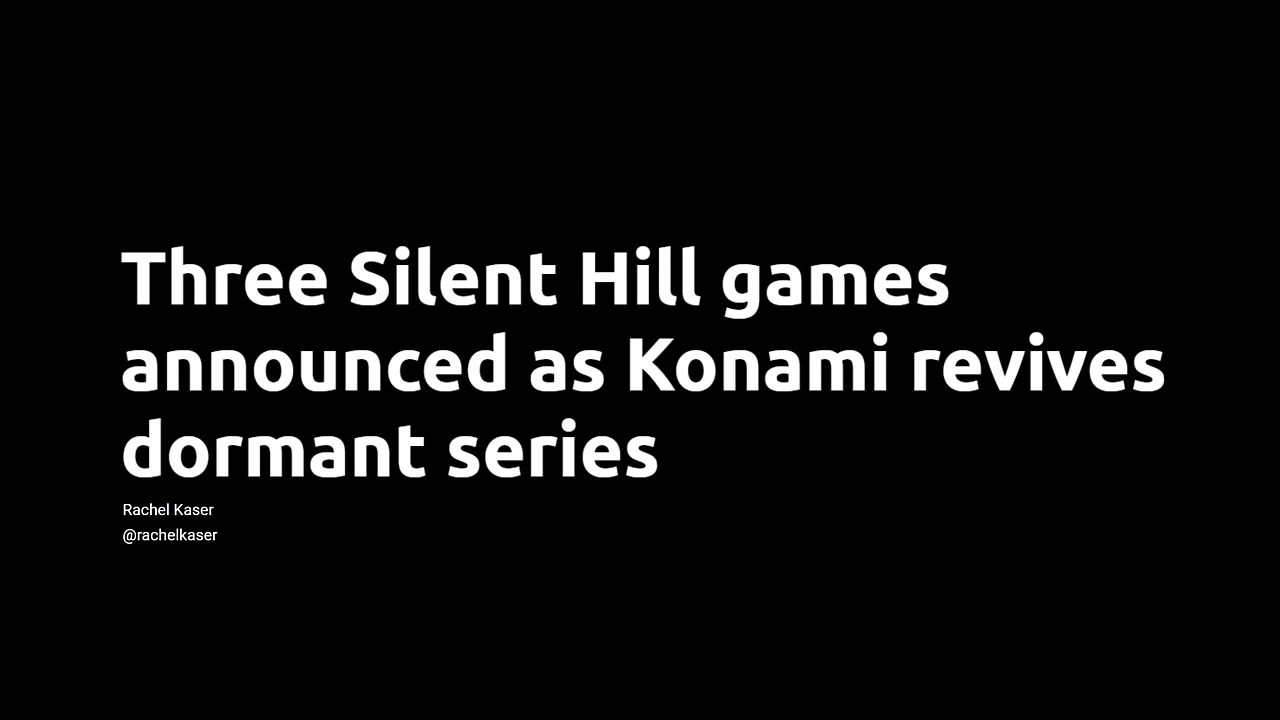 Three Silent Hill games
announced as Konami revives
dormant series
Rachel Kaser
@rachelkaser